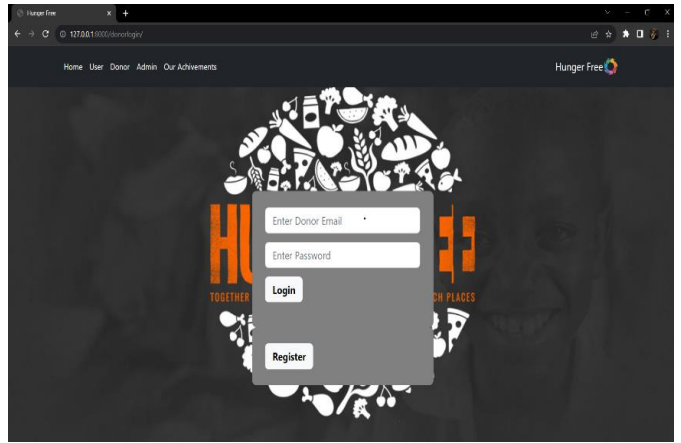 Hunger Free
127.0.0.1:8000/donorlogin/
Home User Donor Admin Our Achivements
Hunger Free
HU
Enter Donor Email
Enter Password
TOGETHER
CH PLACES
Login
Register